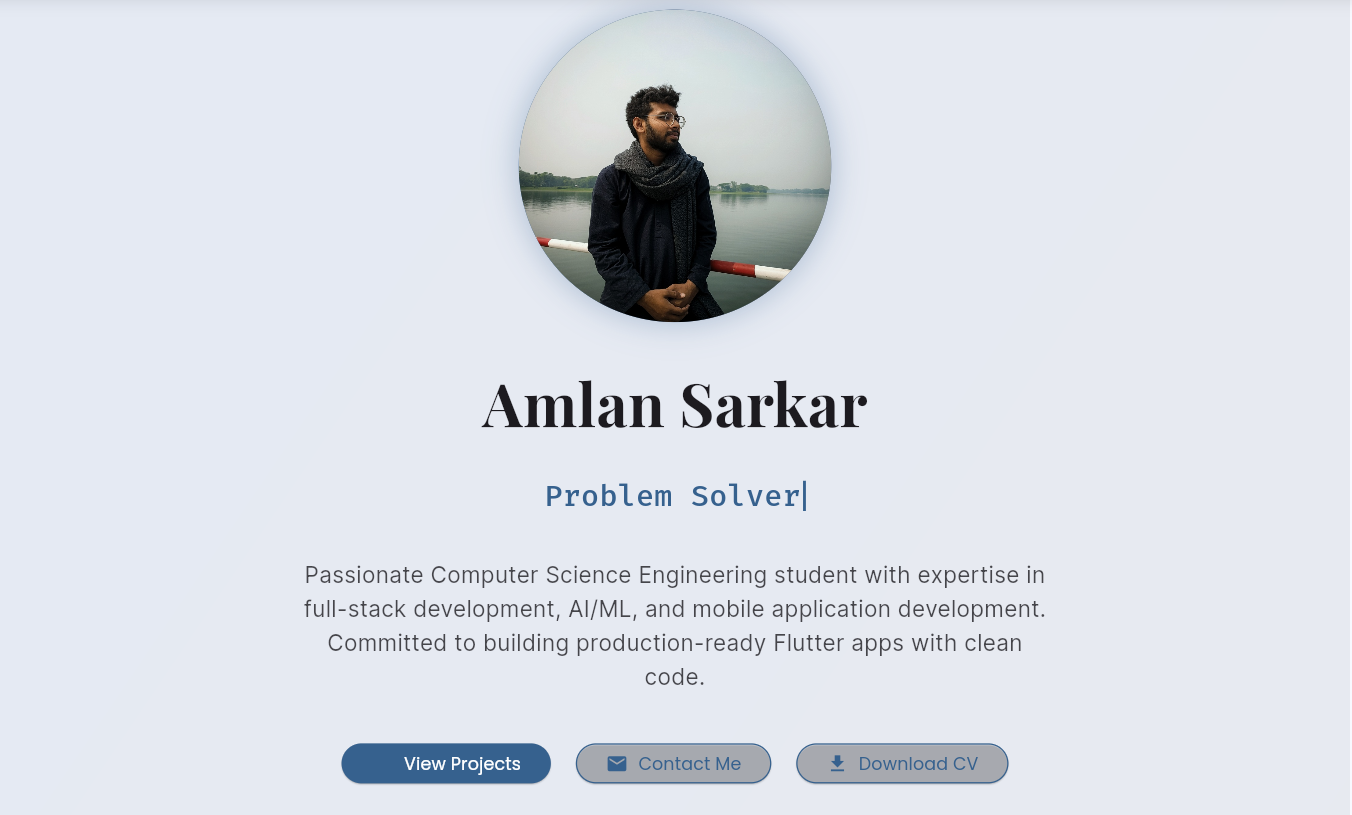 Amlan Sarkar
Problem Solver
Passionate Computer Science Engineering student with expertise in
full-stack development, AI/ML, and mobile application development.
Committed to building production-ready Flutter apps with clean
code.
View Projects
Contact Me
Download CV